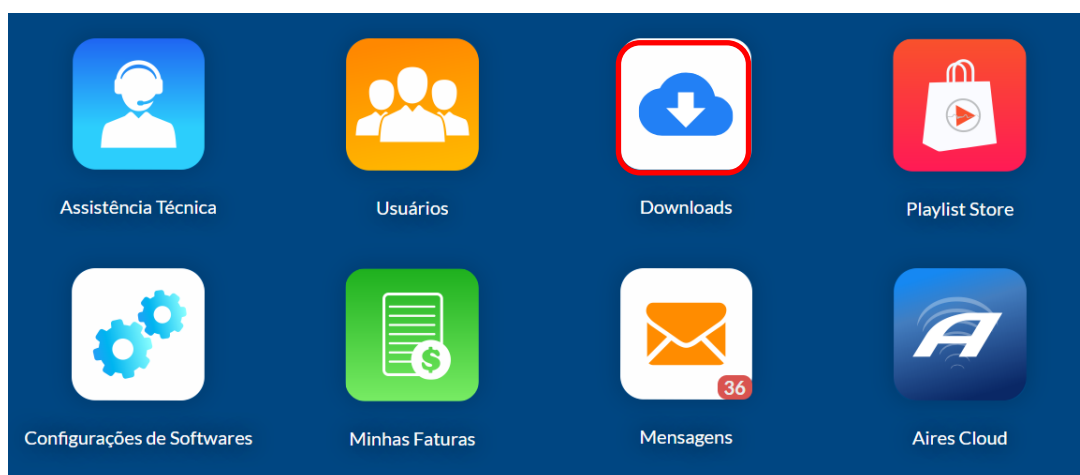 Assistência Técnica
Usuários
Downloads
Playlist Store
36
Configurações de Softwares
Minhas Faturas
Mensagens
Aires Cloud